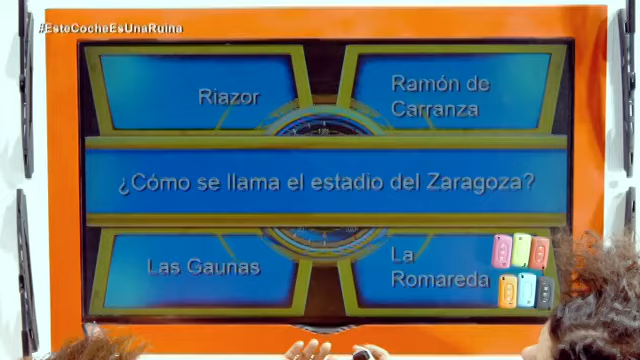 #EsteCocheEsUnaRuina
Riazor
Ramón de
Carranza
¿Cómo se llama el estadio del Zaragoza?
Las Gaunas
La
Romareda